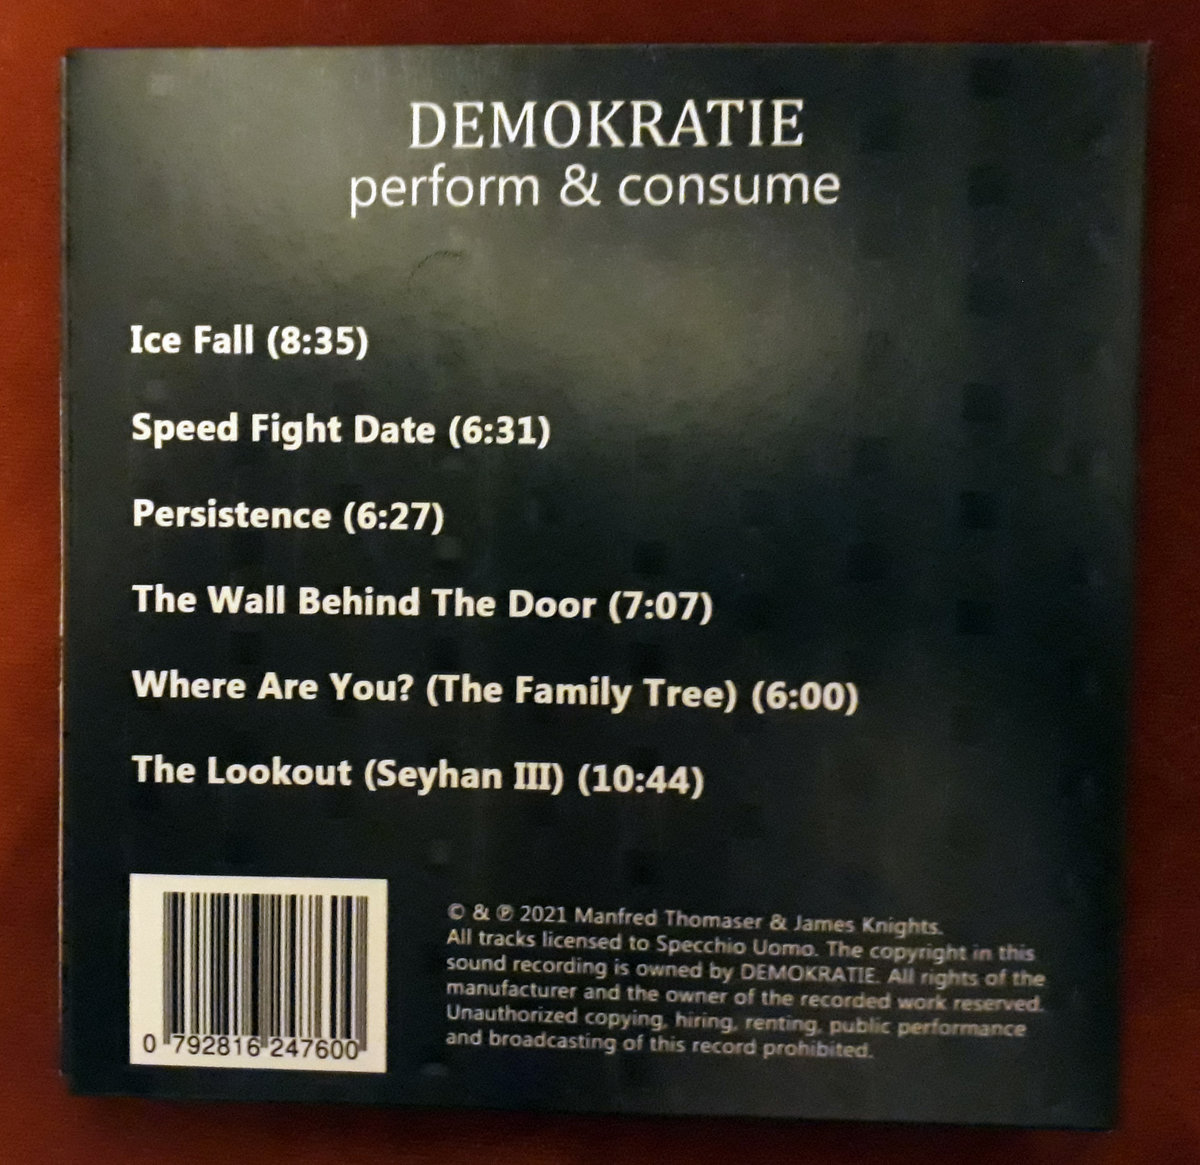 DEMOKRATIE
perform & consume
Ice Fall (8:35)
Speed Fight Date (6:31)
Persistence (6:27)
The Wall Behind The Door (7:07)
Where Are You? (The Family Tree) (6:00)
The Lookout (Seyhan III) (10:44)
0 792816 247600
© & ℗ 2021 Manfred Thomaser & James Knights.
All tracks licensed to Specchio Uomo. The copyright in this
sound recording is owned by DEMOKRATIE. All rights of the
manufacturer and the owner of the recorded work reserved.
Unauthorized copying, hiring, renting, public performance
and broadcasting of this record prohibited.